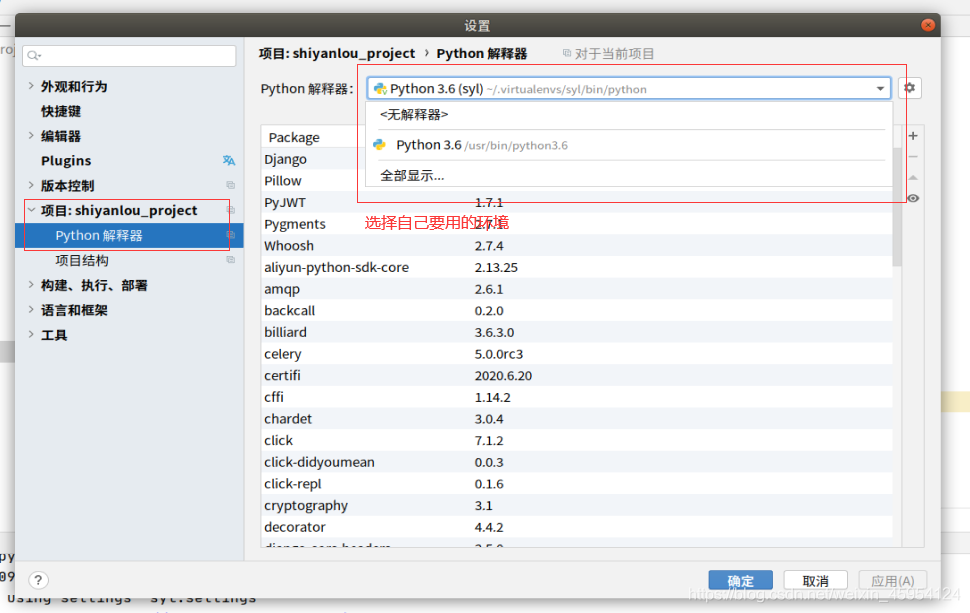 设置
项目: shiyanlou_project › Python 解释器 对于当前项目
外观和行为
快捷键
编辑器
Plugins
版本控制
项目: shiyanlou_project
Python 解释器
项目结构
构建、执行、部署
语言和框架
工具
Python 解释器: Python 3.6 (syl) ~/.virtualenvs/syl/bin/python
<无解释器>
Python 3.6 /usr/bin/python3.6
全部显示...
选择自己要用的环境
Package
Django
Pillow
PyJWT 1.7.1
Pygments 2.7.1
Whoosh 2.7.4
aliyun-python-sdk-core 2.13.25
amqp 2.6.1
backcall 0.2.0
billiard 3.6.3.0
celery 5.0.0rc3
certifi 2020.6.20
cffi 1.14.2
chardet 3.0.4
click 7.1.2
click-didyoumean 0.0.3
click-repl 0.1.6
cryptography 3.1
decorator 4.4.2
django-cors-headers 3.5.0
? 确定 取消 应用(A)
py
09
Using settings 'syl.settings'
https://blog.csdn.net/weixin_45954124